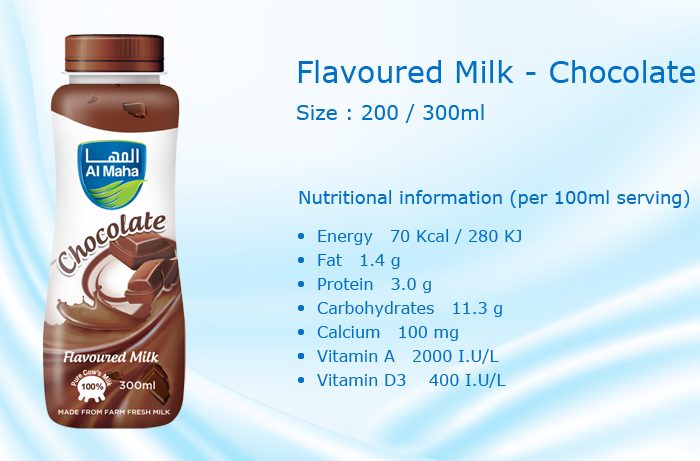 Flavoured Milk - Chocolate
Size : 200 / 300ml
المها
Al Maha
Chocolate
Flavoured Milk
Pure Cow's Milk
100%
300ml
MADE FROM FARM FRESH MILK
Nutritional information (per 100ml serving)
Energy 70 Kcal / 280 KJ
Fat 1.4 g
Protein 3.0 g
Carbohydrates 11.3 g
Calcium 100 mg
Vitamin A 2000 I.U/L
Vitamin D3 400 I.U/L